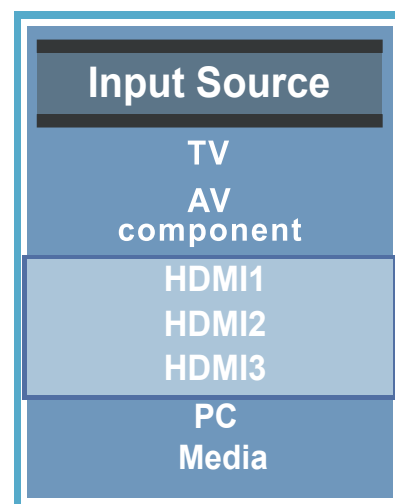 Input Source
TV
AV
component
HDMI1
HDMI2
HDMI3
PC
Media